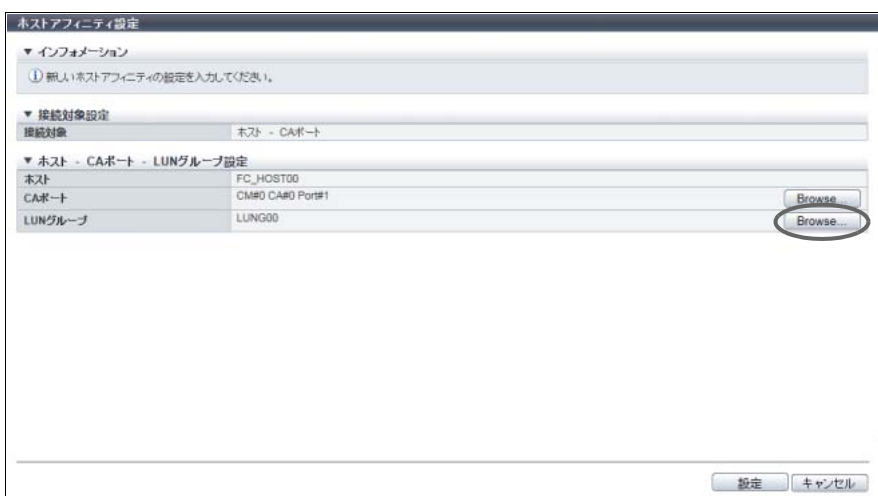 ホストアフィニティ設定
▼ インフォメーション
新しいホストアフィニティの設定を入力してください。
▼ 接続対象設定
接続対象 ホスト - CAポート
▼ ホスト - CAポート - LUNグループ設定
ホスト FC_HOST00
CAポート CM#0 CA#0 Port#1 Browse...
LUNグループ LUNG00 Browse...
設定 キャンセル